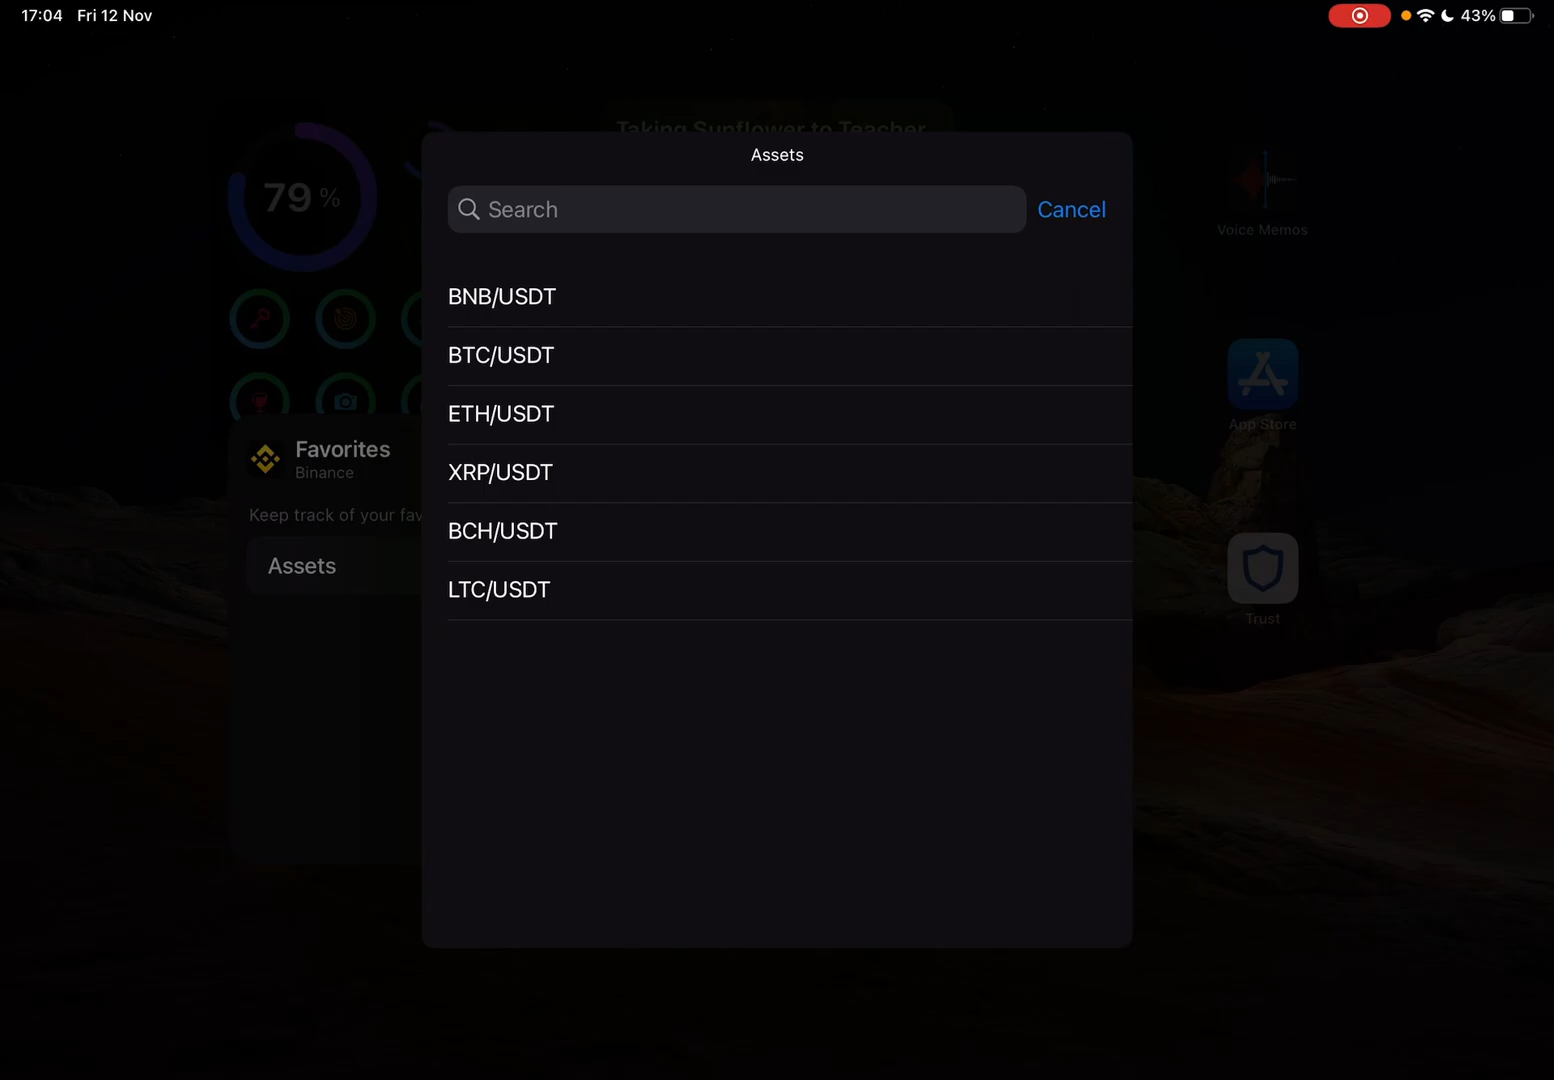 17:04 Fri 12 Nov
43%
Taking Sunflower to Teacher
79 %
Assets
Search
Cancel
BNB/USDT
BTC/USDT
ETH/USDT
XRP/USDT
BCH/USDT
LTC/USDT
Favorites
Binance
Keep track of your fav
Assets
Voice Memos
App Store
Trust